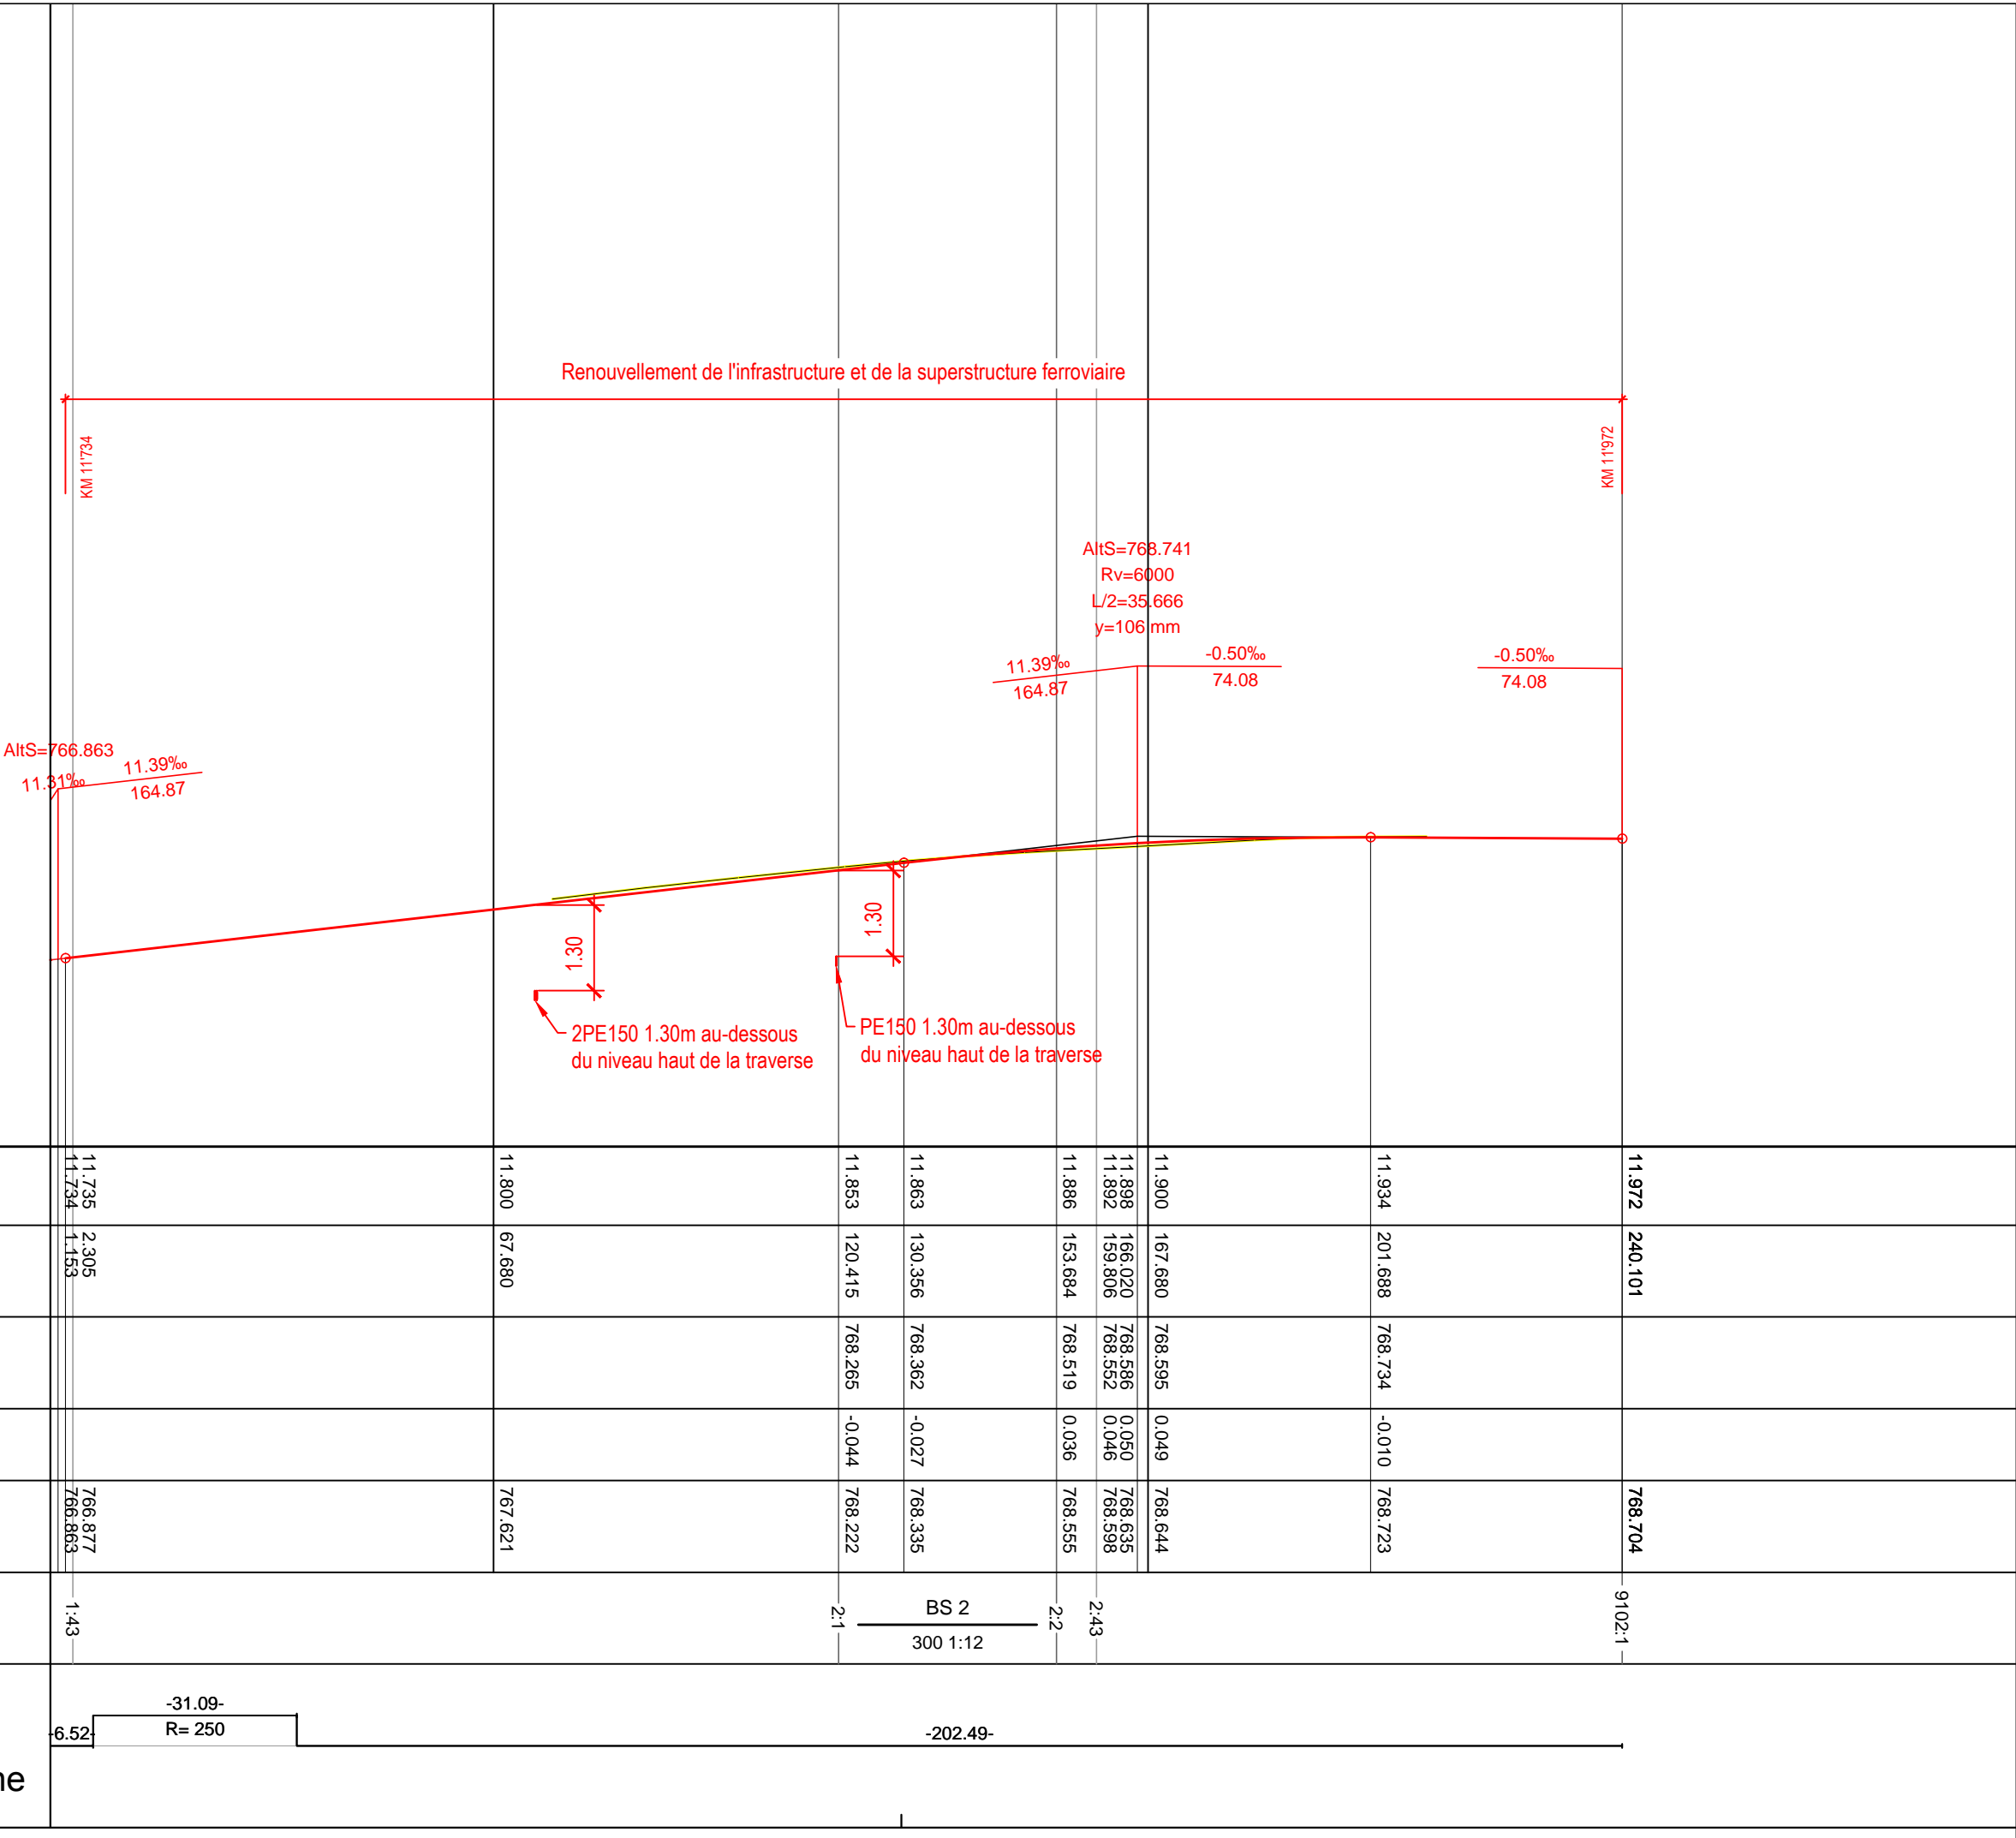 Renouvellement de l'infrastructure et de la superstructure ferroviaire
KM 11'734
KM 11'972
AltS=768.741
Rv=6000
L/2=35.666
y=106 mm
11.39‰
164.87
-0.50‰
74.08
-0.50‰
74.08
AltS=766.863
11.31‰
11.39‰
164.87
1.30
1.30
2PE150 1.30m au-dessous
du niveau haut de la traverse
PE150 1.30m au-dessous
du niveau haut de la traverse
11.734 11.735 11.800 11.853 11.863 11.886 11.892 11.898 11.900 11.934 11.972
1.153 2.305 67.680 120.415 130.356 153.684 159.806 166.020 167.680 201.688 240.101
768.265 768.362 768.519 768.552 768.586 768.595 768.734
-0.044 -0.027 0.036 0.046 0.050 0.049 -0.010
766.863 766.877 767.621 768.222 768.335 768.555 768.598 768.635 768.644 768.723 768.704
1:43 2:1 2:2 2:43 9102:1
BS 2
300 1:12
-31.09-
R= 250
-6.52-
-202.49-
ne